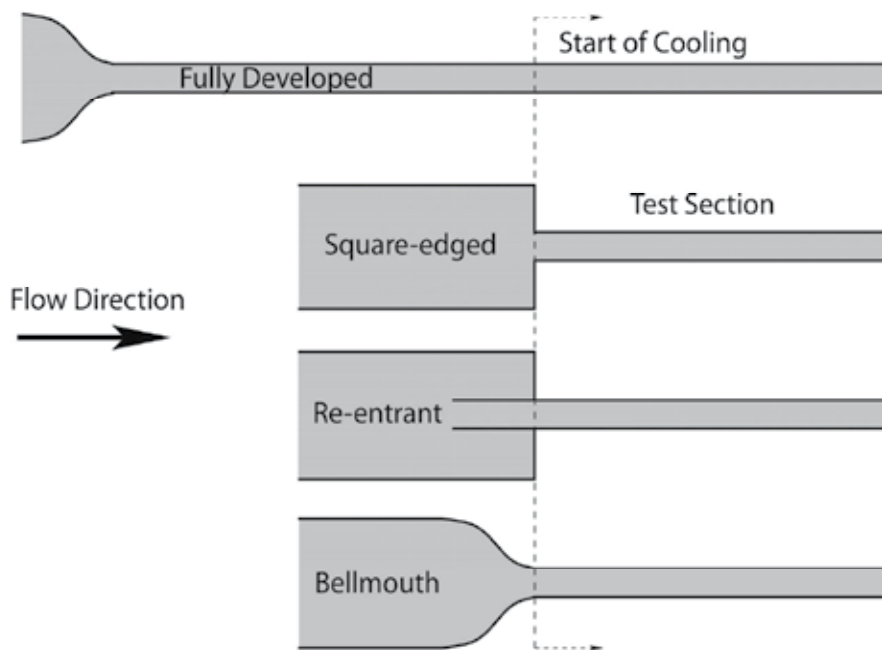 Start of Cooling
Fully Developed
Test Section
Square-edged
Flow Direction
Re-entrant
Bellmouth